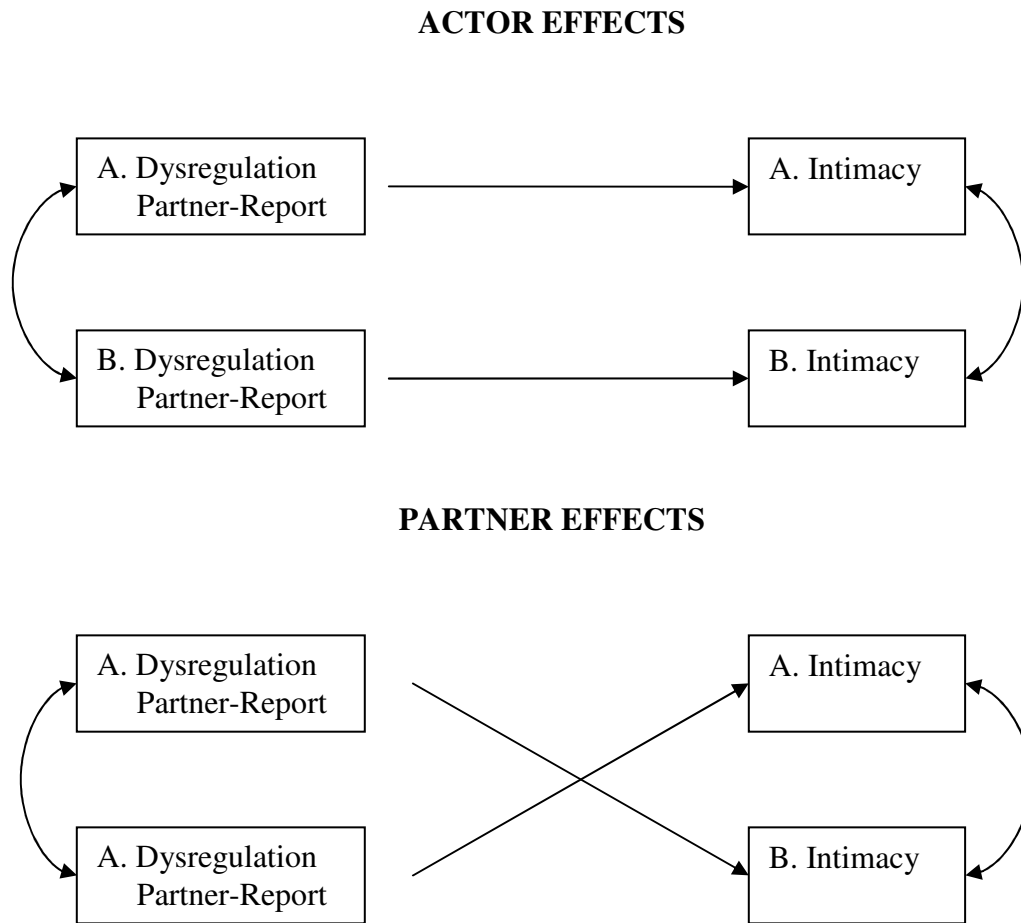 ACTOR EFFECTS
A. Dysregulation
Partner-Report
A. Intimacy
B. Dysregulation
Partner-Report
B. Intimacy
PARTNER EFFECTS
A. Dysregulation
Partner-Report
A. Intimacy
A. Dysregulation
Partner-Report
B. Intimacy